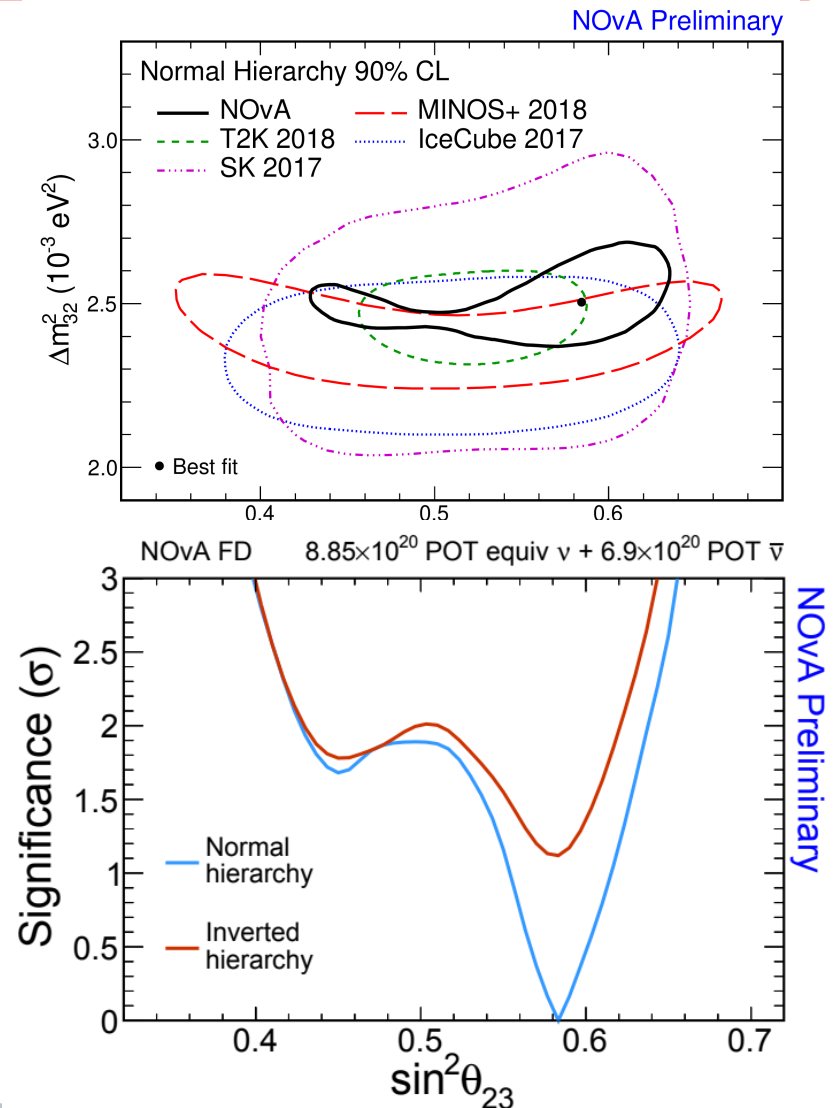 NOvA Preliminary
Normal Hierarchy 90% CL
NOvA
MINOS+ 2018
T2K 2018
IceCube 2017
SK 2017
Δm²₃₂ (10⁻³ eV²)
3.0
2.5
2.0
Best fit
0.4 0.5 0.6
NOvA FD 8.85×10²⁰ POT equiv ν + 6.9×10²⁰ POT ν̅
NOvA Preliminary
Significance (σ)
3
2.5
2
1.5
1
0.5
0
Normal
hierarchy
Inverted
hierarchy
0.4 0.5 0.6 0.7
sin²θ₂₃